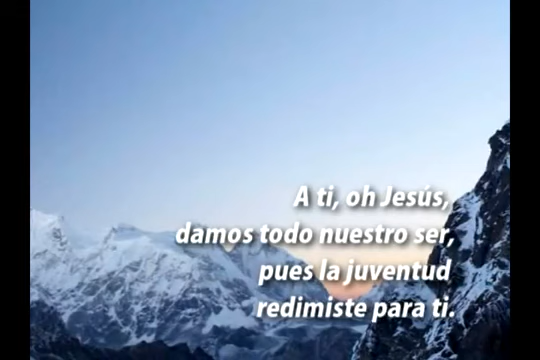 A ti, oh Jesús,
damos todo nuestro ser,
pues la juventud
redimiste para ti.